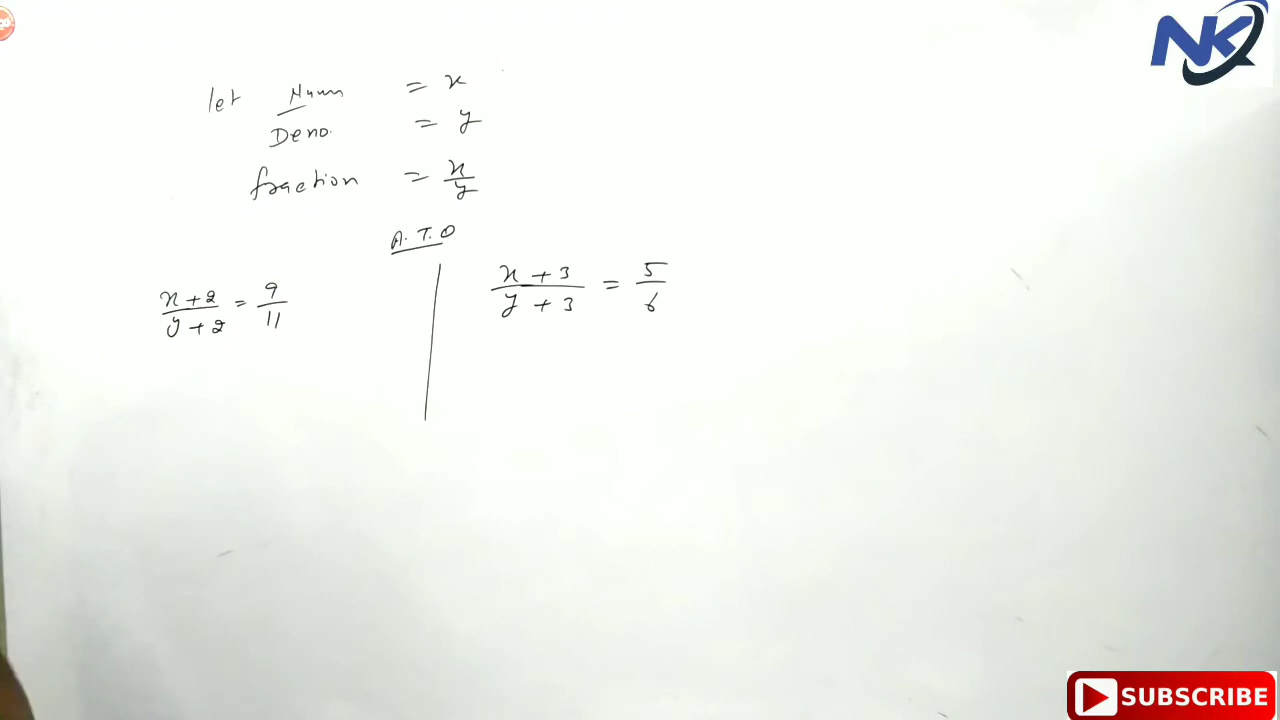 NK
let Num = x
Deno. = y
fraction = x/y
A.T.O
x+2/y+2 = 9/11
x+3/y+3 = 5/6
SUBSCRIBE